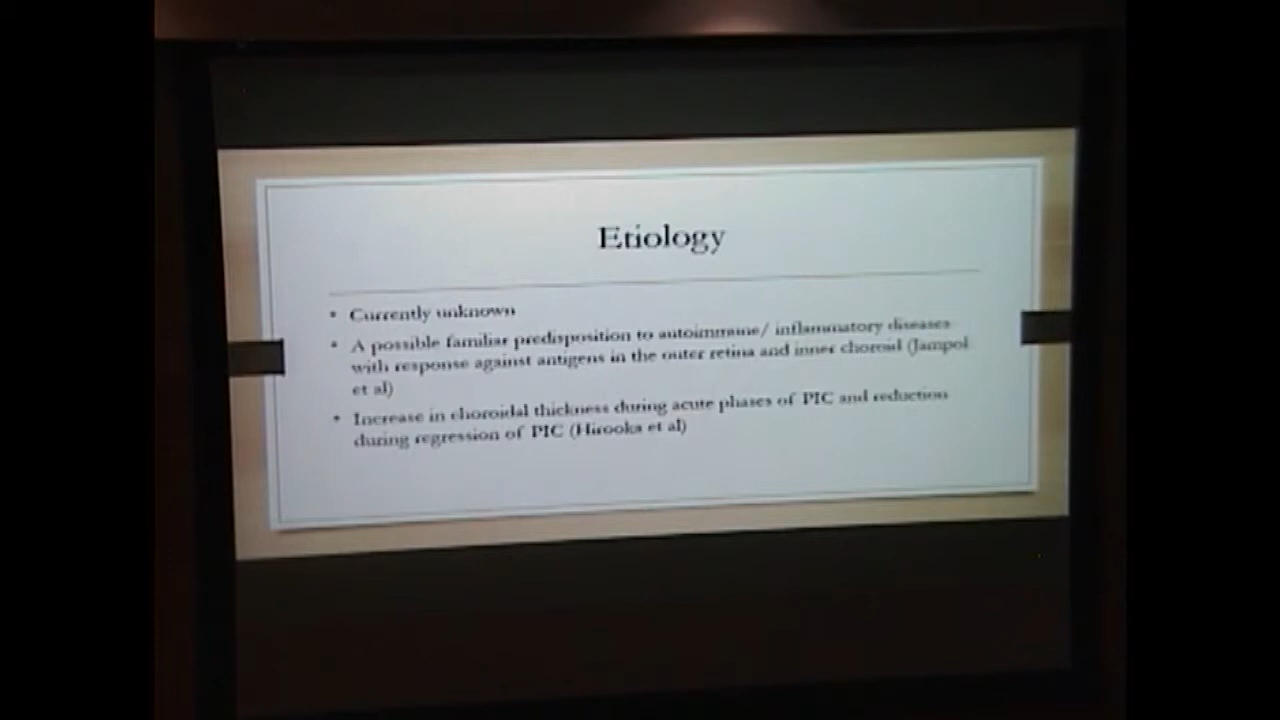 Etiology
• Currently unknown
• A possible familiar predisposition to autoimmune/ inflammatory diseases
with response against antigens in the outer retina and inner choroid (Jampol
et al)
• Increase in choroidal thickness during acute phases of PIC and reduction
during regression of PIC (Hirooka et al)